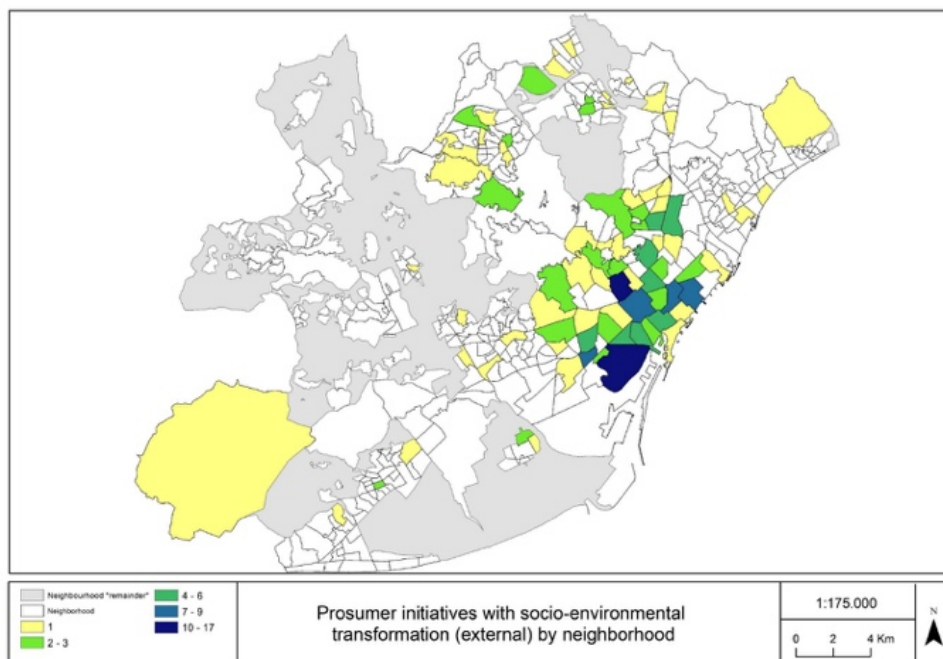 Neighbourhood "remainder"
Neighborhood
1
2 - 3
4 - 6
7 - 9
10 - 17
Prosumer initiatives with socio-environmental
transformation (external) by neighborhood
1:175.000
0 2 4 Km
N